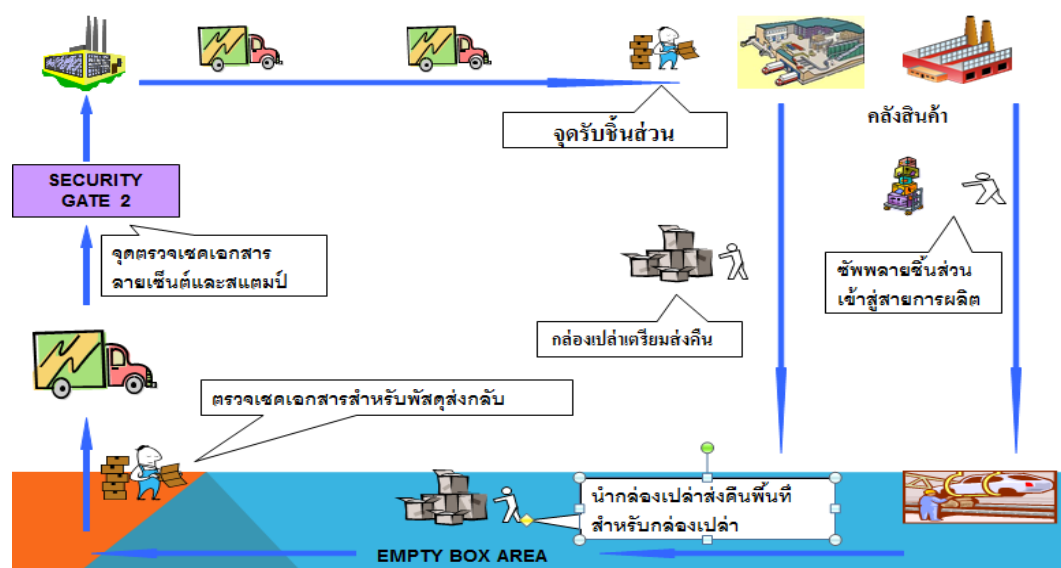 จุดรับชิ้นส่วน
คลังสินค้า
SECURITY
GATE 2
จุดตรวจเช็คเอกสาร
ลายเซ็นต์และสแตมป์
ซัพพลายชิ้นส่วน
เข้าสู่สายการผลิต
กล่องเปล่าเตรียมส่งคืน
ตรวจเช็คเอกสารสำหรับพัสดุส่งกลับ
นำกล่องเปล่าส่งคืนพื้นที่
สำหรับกล่องเปล่า
EMPTY BOX AREA